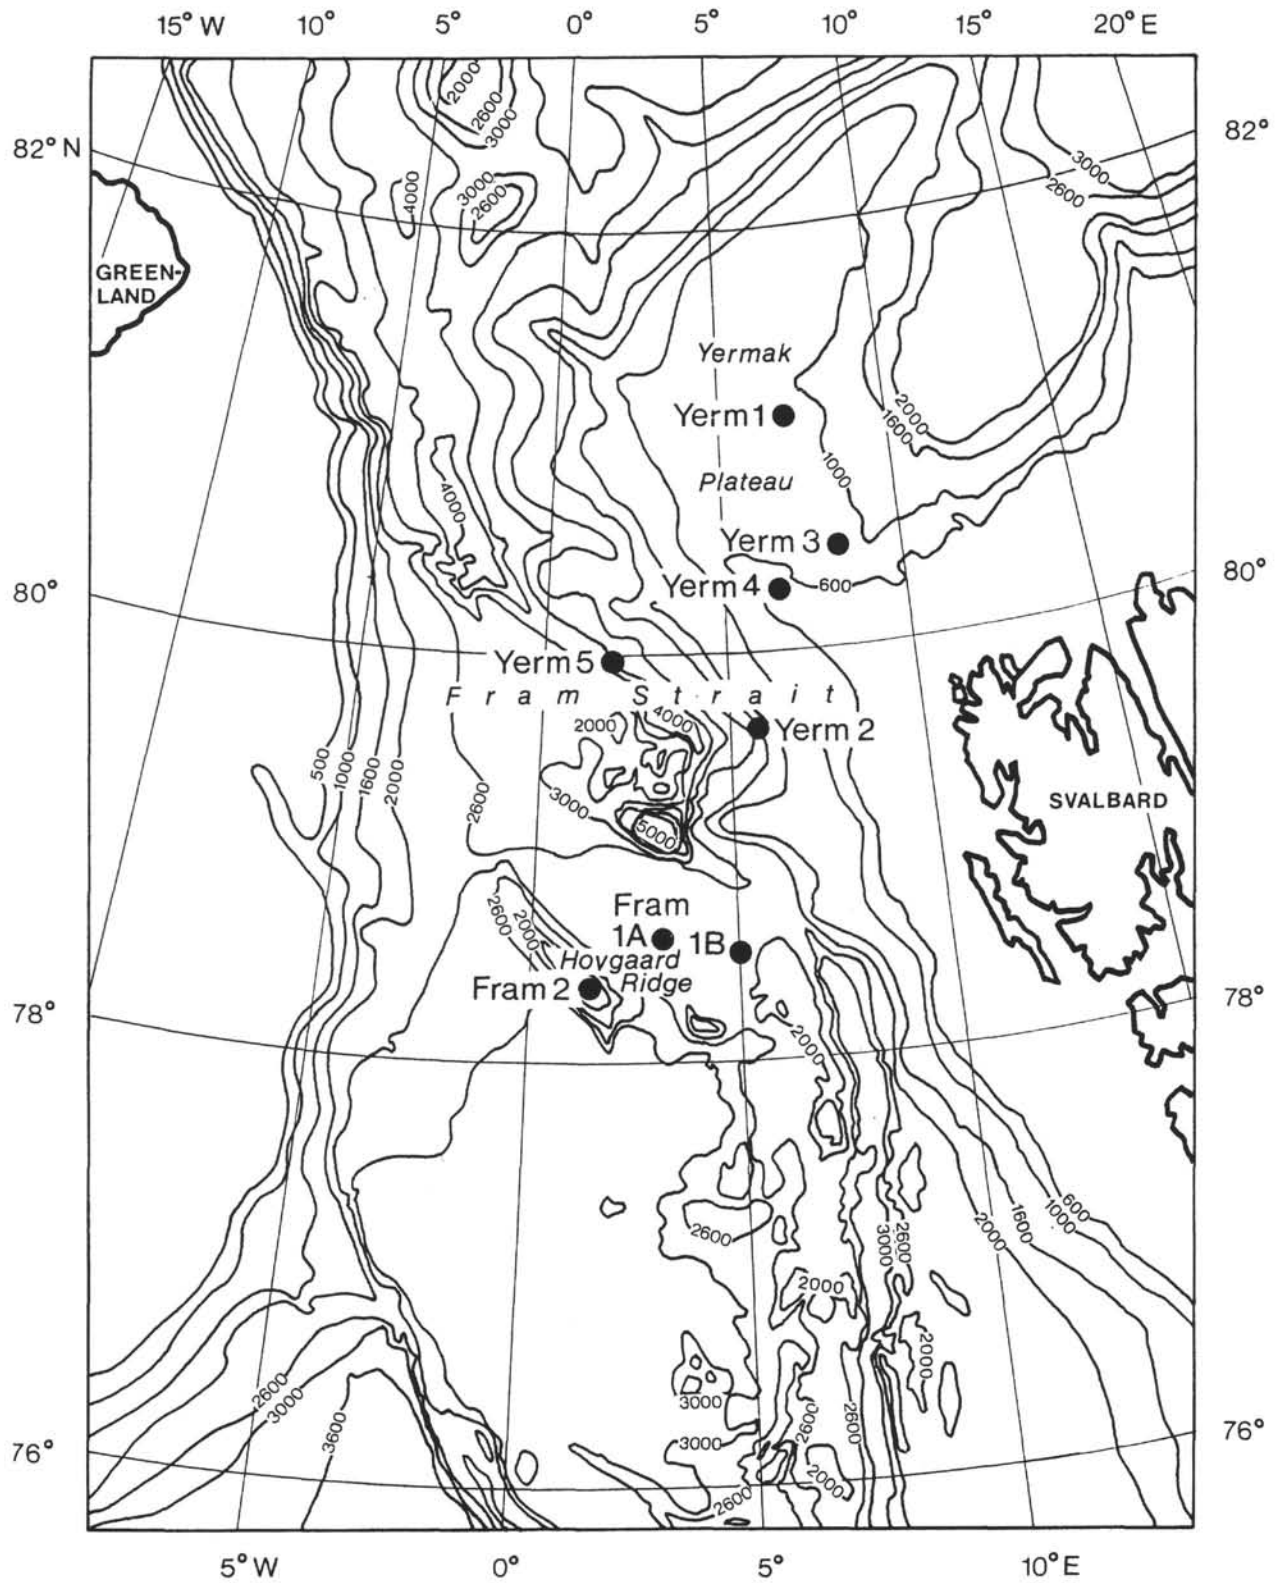 15° W 10° 5° 0° 5° 10° 15° 20° E
2000
2600
3000
82° N
82°
3000
2600
4000
3000
2600
GREEN-
LAND
Yermak
Yerm 1
2000
1600
1000
Plateau
4000
Yerm 3
Yerm 4
600
80°
80°
Yerm 5
Fram Strait
2000
4000
Yerm 2
500
1000
1600
2000
2600
3000
5000
SVALBARD
Fram
1A
1B
2600
2000
Hovgaard
Ridge
Fram 2
78°
78°
2000
2600
3000
2600
2000
1600
1000
600
2000
2000
2600
3000
3600
3000
3000
2600
2600
2000
2600
76°
76°
5° W 0° 5° 10° E